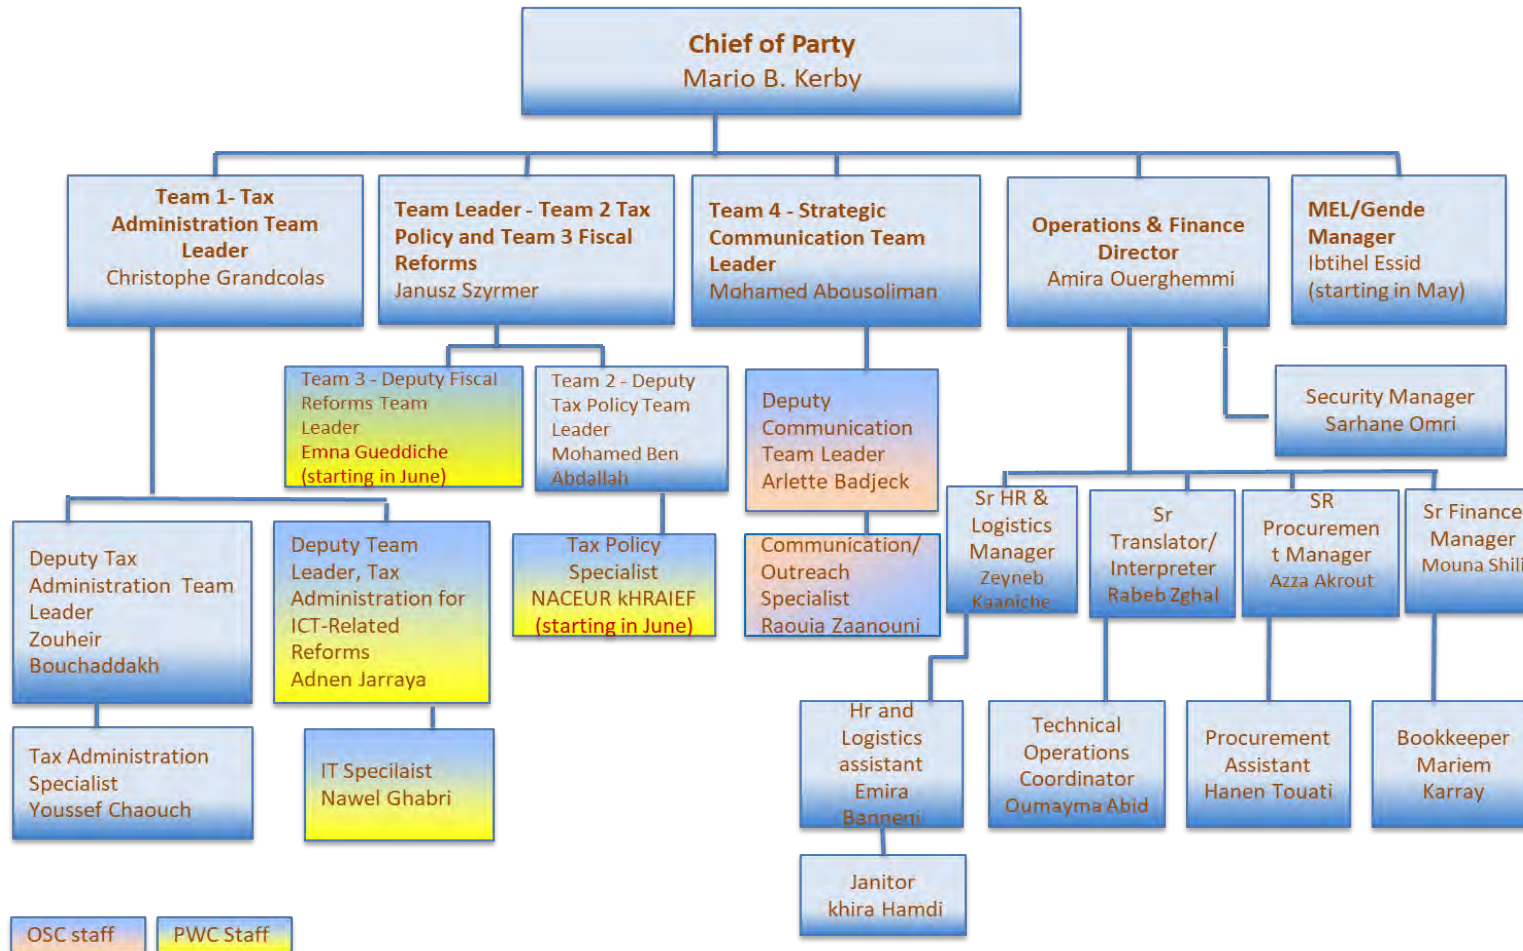 Chief of Party
Mario B. Kerby
Team 1- Tax
Administration Team
Leader
Christophe Grandcolas
Team Leader - Team 2 Tax
Policy and Team 3 Fiscal
Reforms
Janusz Szyrmer
Team 4 - Strategic
Communication Team
Leader
Mohamed Abousoliman
Operations & Finance
Director
Amira Ouerghemmi
MEL/Gende
Manager
Ibtihel Essid
(starting in May)
Team 3 - Deputy Fiscal
Reforms Team
Leader
Emna Gueddiche
(starting in June)
Team 2 - Deputy
Tax Policy Team
Leader
Mohamed Ben
Abdallah
Deputy
Communication
Team Leader
Arlette Badjeck
Security Manager
Sarhane Omri
Deputy Tax
Administration Team
Leader
Zouheir
Bouchaddakh
Deputy Team
Leader, Tax
Administration for
ICT-Related
Reforms
Adnen Jarraya
Tax Policy
Specialist
NACEUR kHRAIEF
(starting in June)
Communication/
Outreach
Specialist
Raouia Zaanouni
Sr HR &
Logistics
Manager
Zeyneb
Kaaniche
Sr
Translator/
Interpreter
Rabeb Zghal
SR
Procuremen
t Manager
Azza Akrout
Sr Finance
Manager
Mouna Shili
Tax Administration
Specialist
Youssef Chaouch
IT Specilaist
Nawel Ghabri
Hr and
Logistics
assistant
Emira
Banneni
Technical
Operations
Coordinator
Oumayma Abid
Procurement
Assistant
Hanen Touati
Bookkeeper
Mariem
Karray
Janitor
khira Hamdi
OSC staff
PWC Staff